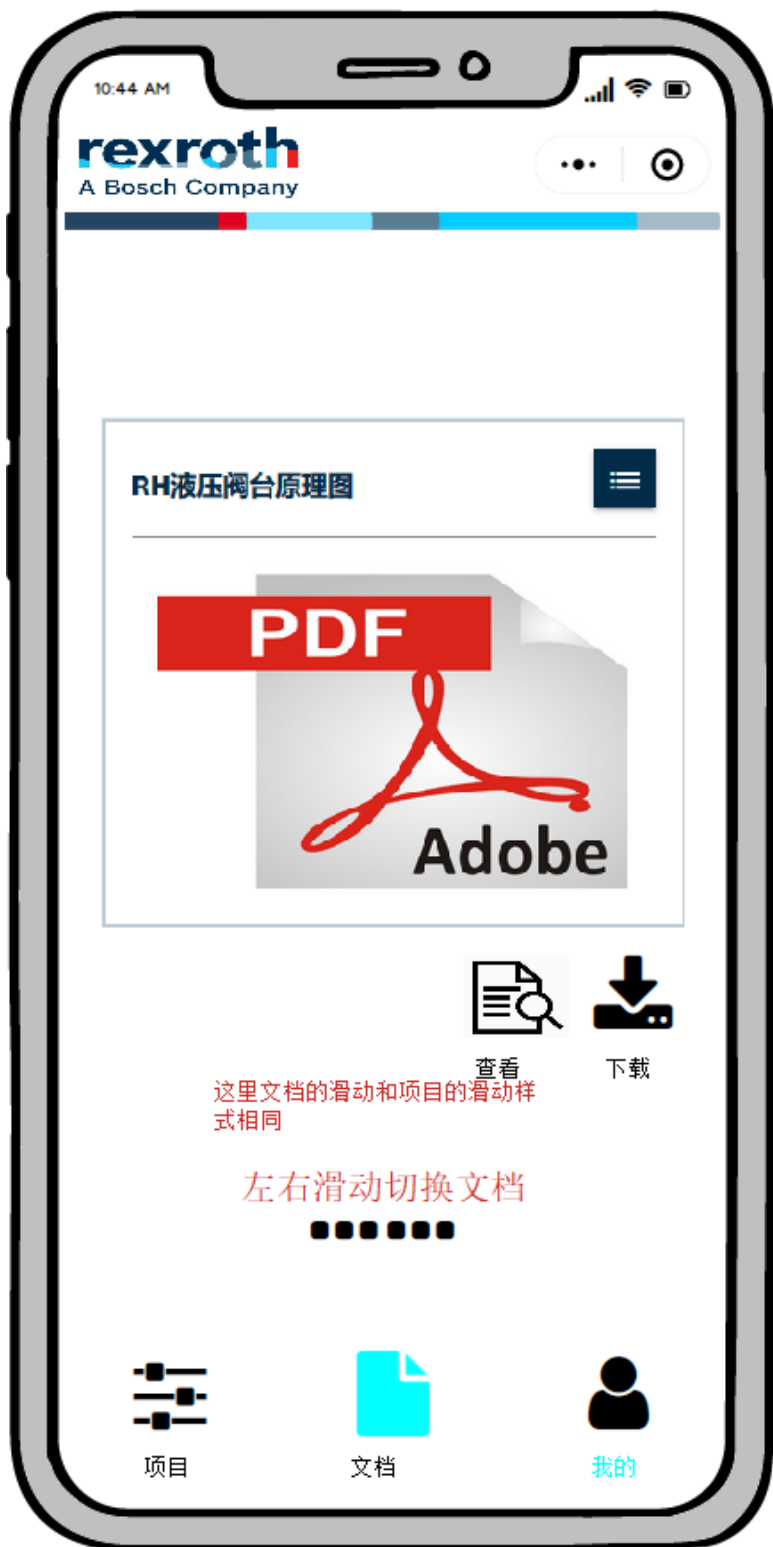 10:44 AM
rexroth
A Bosch Company
RH液压阀台原理图
PDF
Adobe
查看
下载
这里文档的滑动和项目的滑动样
式相同
左右滑动切换文档
项目
文档
我的